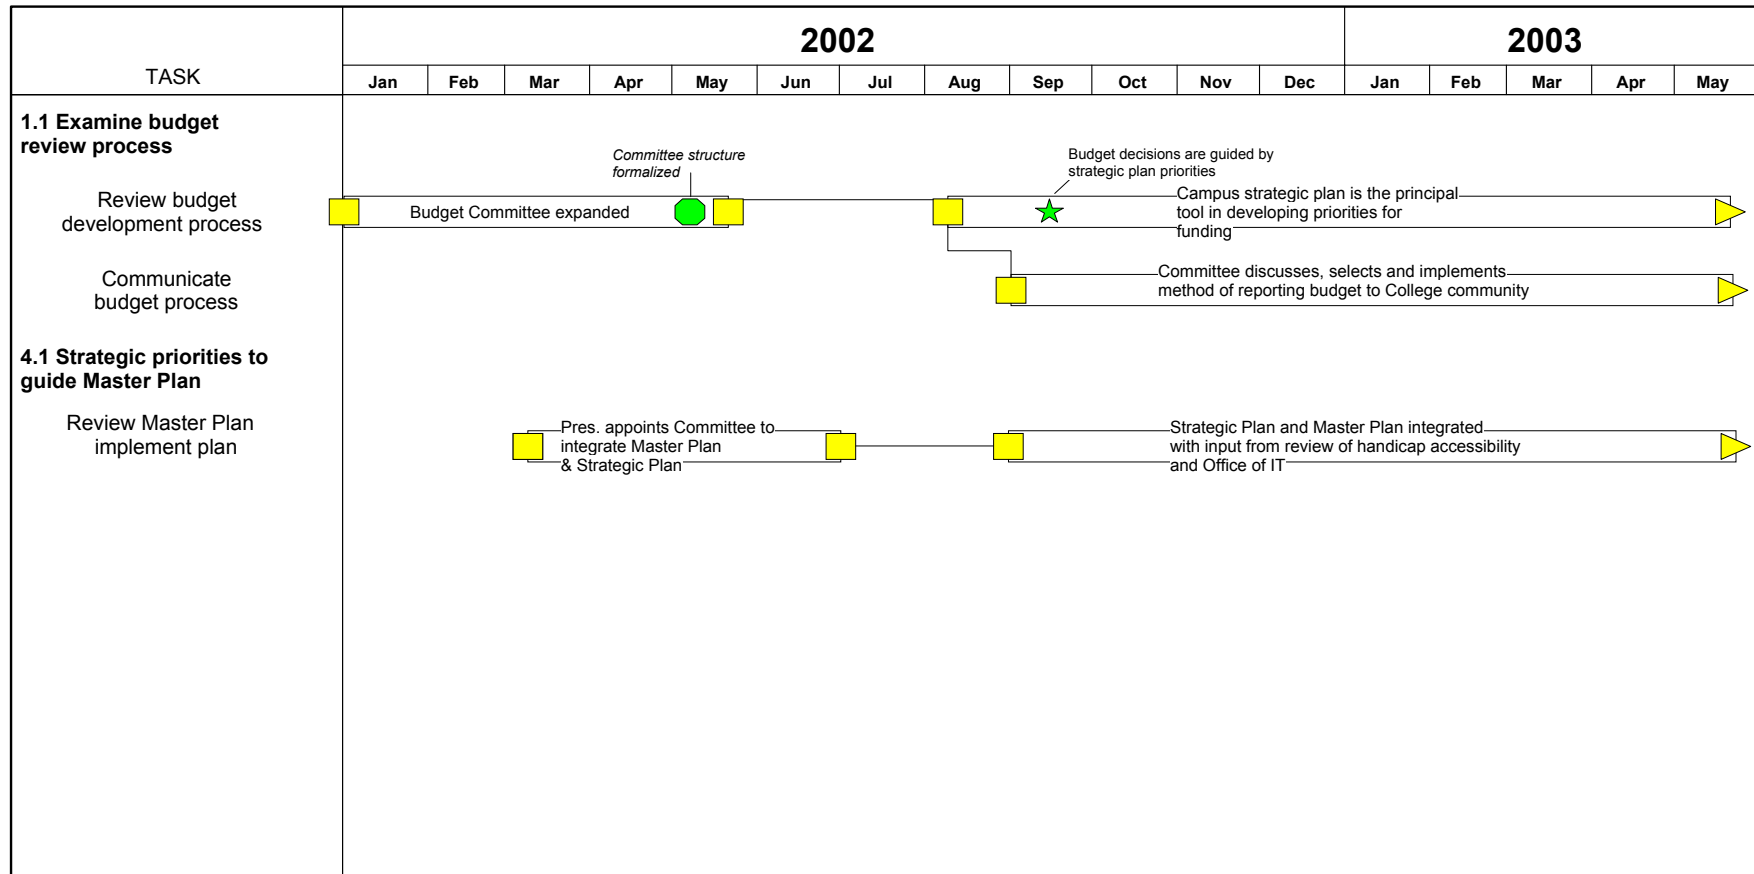 2002
2003
TASK
Jan Feb Mar Apr May Jun Jul Aug Sep Oct Nov Dec Jan Feb Mar Apr May
1.1 Examine budget
review process
Committee structure
formalized
Budget decisions are guided by
strategic plan priorities
Review budget
development process
Budget Committee expanded
Campus strategic plan is the principal
tool in developing priorities for
funding
Communicate
budget process
Committee discusses, selects and implements
method of reporting budget to College community
4.1 Strategic priorities to
guide Master Plan
Review Master Plan
implement plan
Pres. appoints Committee to
integrate Master Plan
& Strategic Plan
Strategic Plan and Master Plan integrated
with input from review of handicap accessibility
and Office of IT